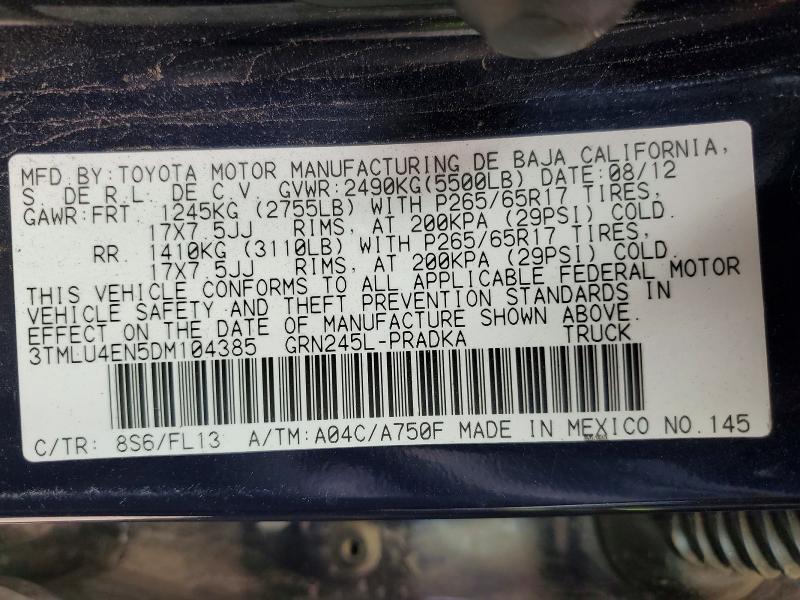 MFD. BY: TOYOTA MOTOR MANUFACTURING DE BAJA CALIFORNIA,
S. DE R.L. DE C.V. GVWR:2490KG(5500LB) DATE:08/12
GAWR:FRT. 1245KG (2755LB) WITH P265/65R17 TIRES,
17X7.5JJ RIMS, AT 200KPA (29PSI) COLD.
RR. 1410KG (3110LB) WITH P265/65R17 TIRES,
17X7.5JJ RIMS, AT 200KPA (29PSI) COLD.
THIS VEHICLE CONFORMS TO ALL APPLICABLE FEDERAL MOTOR
VEHICLE SAFETY AND THEFT PREVENTION STANDARDS IN
EFFECT ON THE DATE OF MANUFACTURE SHOWN ABOVE.
3TMLU4EN5DM104385 GRN245L-PRADKA TRUCK
C/TR: 8S6/FL13 A/TM:A04C/A750F MADE IN MEXICO NO.145